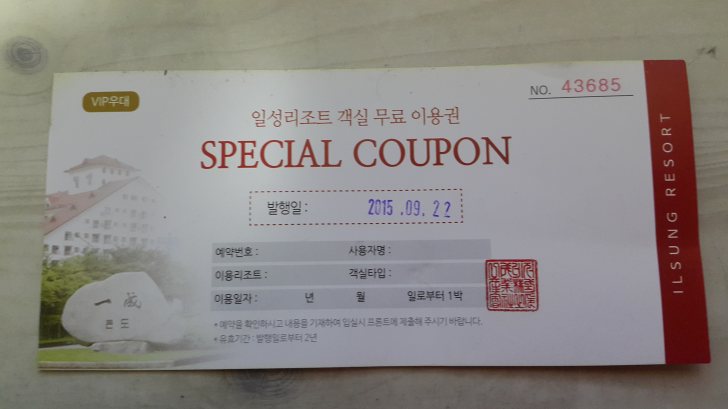 VIP우대
NO. 43685
일성리조트 객실 무료 이용권
SPECIAL COUPON
발행일 : 2015 .09. 22
예약번호 : 사용자명 :
이용리조트 : 객실타입 :
이용일자 : 년 월 일로부터 1박
* 예약을 확인하시고 내용을 기재하여 입실시 프론트에 제출해 주시기 바랍니다.
* 유효기간 : 발행일로부터 2년
一成
콘도
ILSUNG RESORT